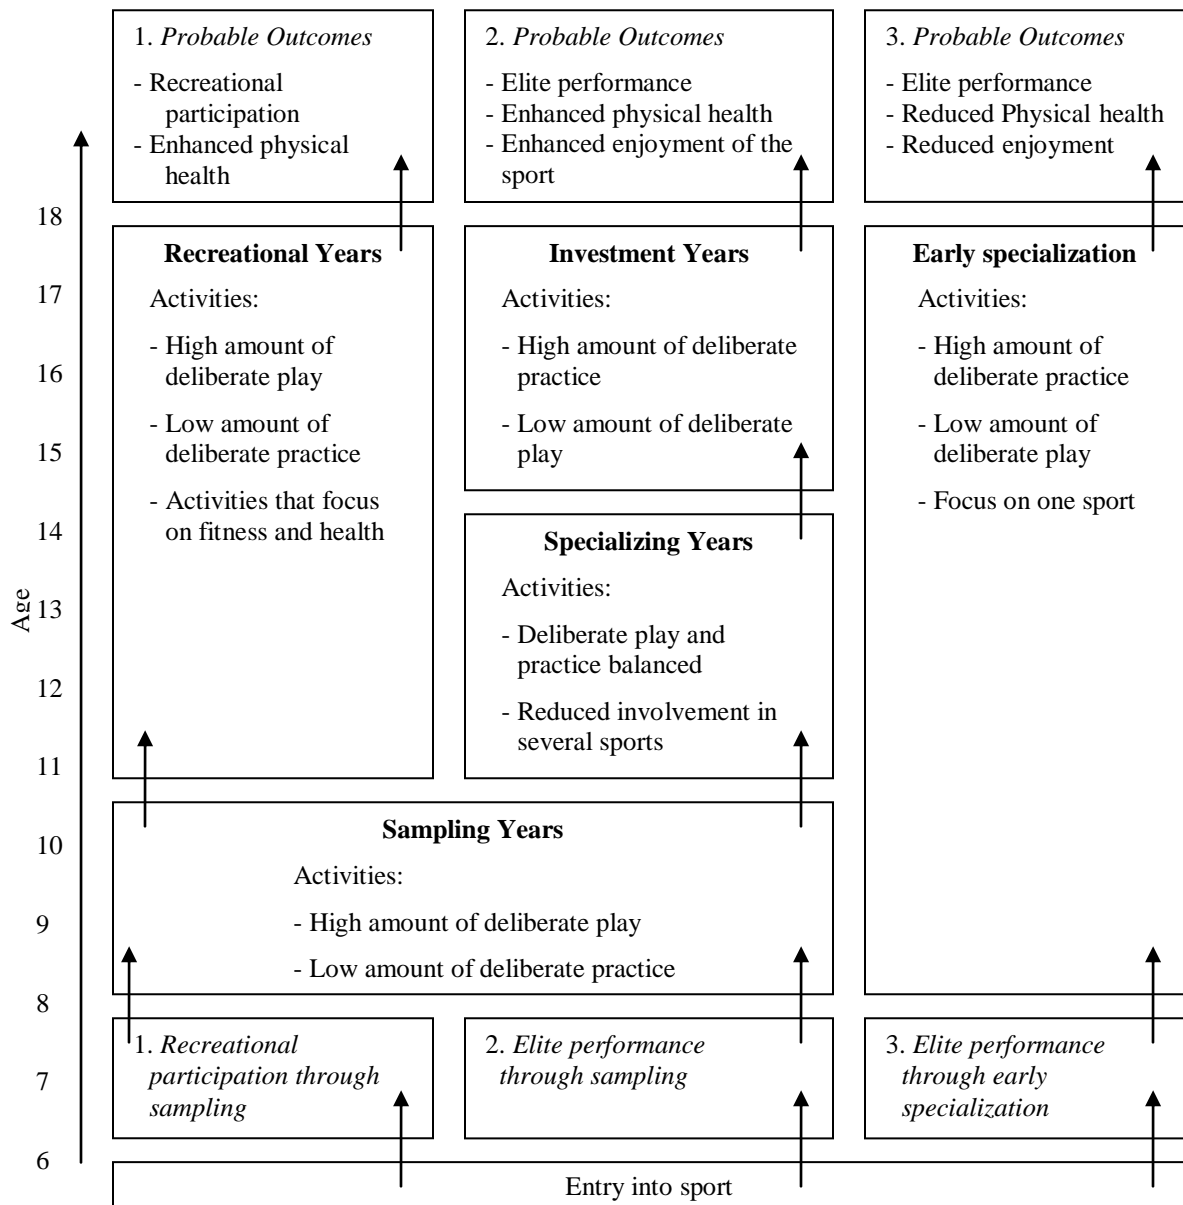 1. Probable Outcomes
- Recreational
participation
- Enhanced physical
health
2. Probable Outcomes
- Elite performance
- Enhanced physical health
- Enhanced enjoyment of the
sport
3. Probable Outcomes
- Elite performance
- Reduced Physical health
- Reduced enjoyment
18
17
16
15
14
13
12
11
10
9
8
7
6
Age
Recreational Years
Activities:
- High amount of
deliberate play
- Low amount of
deliberate practice
- Activities that focus
on fitness and health
Investment Years
Activities:
- High amount of deliberate
practice
- Low amount of deliberate
play
Early specialization
Activities:
- High amount of
deliberate practice
- Low amount of
deliberate play
- Focus on one sport
Specializing Years
Activities:
- Deliberate play and
practice balanced
- Reduced involvement in
several sports
Sampling Years
Activities:
- High amount of deliberate play
- Low amount of deliberate practice
1. Recreational
participation through
sampling
2. Elite performance
through sampling
3. Elite performance
through early
specialization
Entry into sport